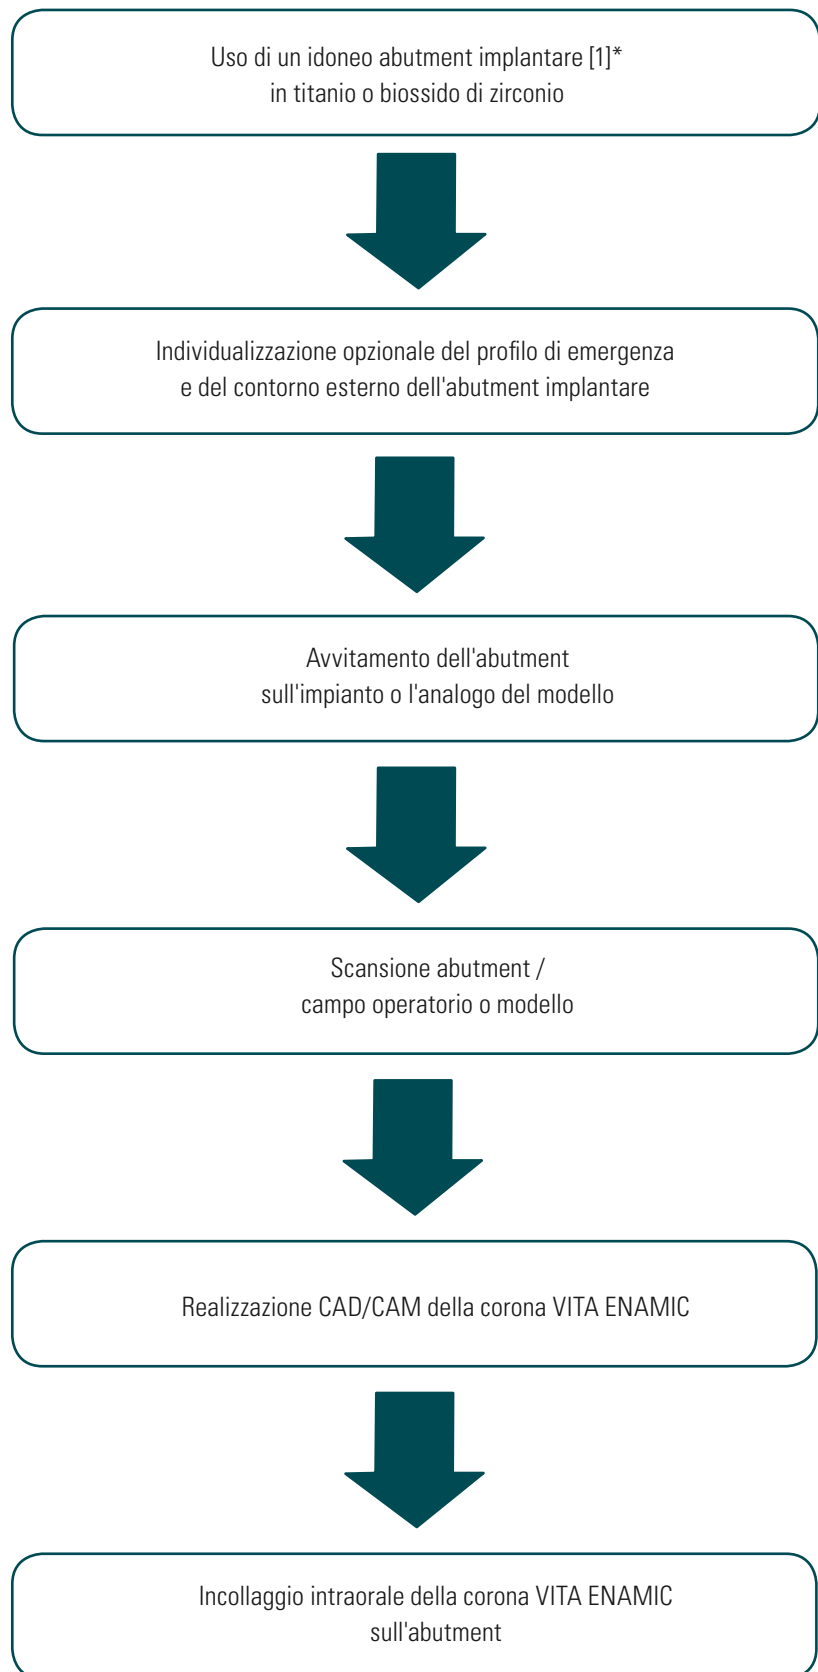 Uso di un idoneo abutment implantare [1]*
in titanio o biossido di zirconio
Individualizzazione opzionale del profilo di emergenza
e del contorno esterno dell'abutment implantare
Avvitamento dell'abutment
sull'impianto o l'analogo del modello
Scansione abutment /
campo operatorio o modello
Realizzazione CAD/CAM della corona VITA ENAMIC
Incollaggio intraorale della corona VITA ENAMIC
sull'abutment